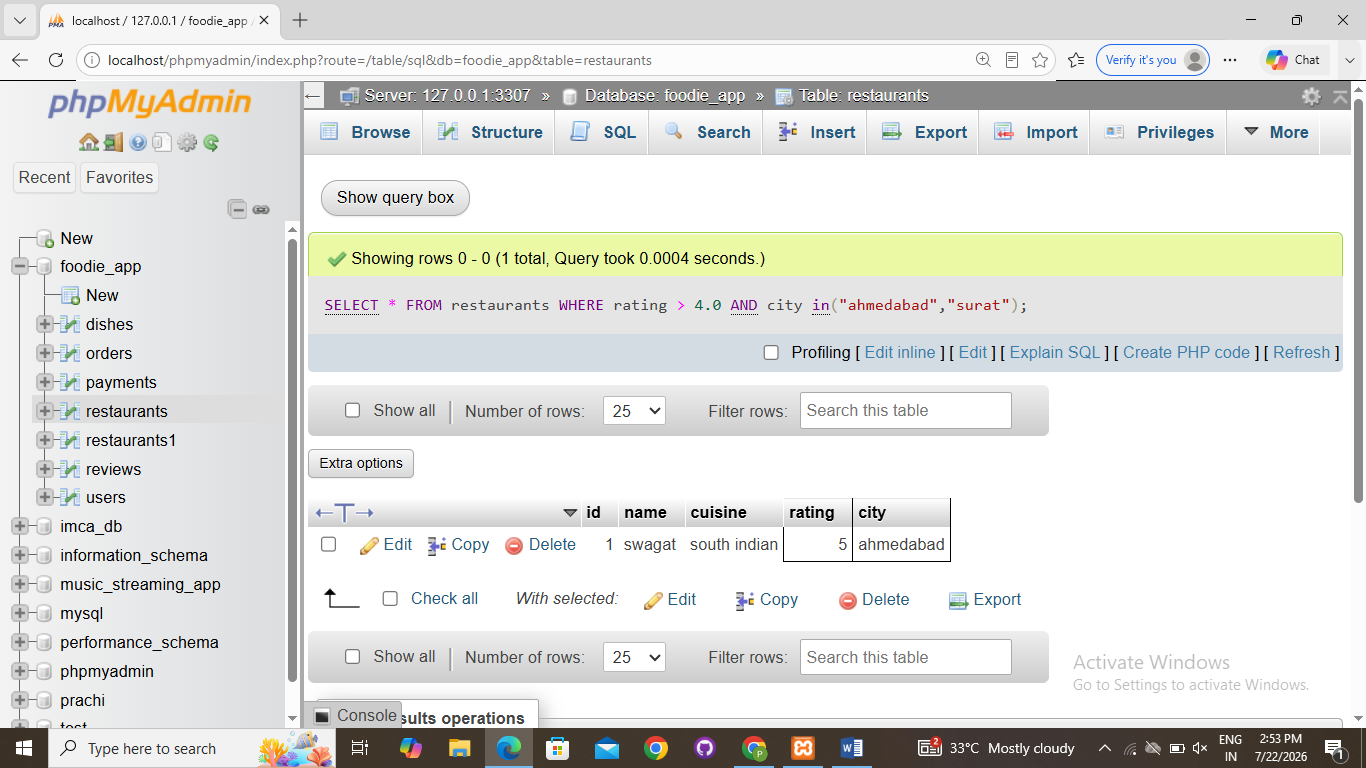 localhost / 127.0.0.1 / foodie_app
localhost/phpmyadmin/index.php?route=/table/sql&db=foodie_app&table=restaurants
Verify it's you
Chat
phpMyAdmin
Recent
Favorites
New
foodie_app
New
dishes
orders
payments
restaurants
restaurants1
reviews
users
imca_db
information_schema
music_streaming_app
mysql
performance_schema
phpmyadmin
prachi
test
Server: 127.0.0.1:3307 » Database: foodie_app » Table: restaurants
Browse Structure SQL Search Insert Export Import Privileges More
Show query box
Showing rows 0 - 0 (1 total, Query took 0.0004 seconds.)
SELECT * FROM restaurants WHERE rating > 4.0 AND city in("ahmedabad","surat");
Profiling [ Edit inline ] [ Edit ] [ Explain SQL ] [ Create PHP code ] [ Refresh ]
Show all | Number of rows: 25 Filter rows: Search this table
Extra options
←T→ id name cuisine rating city
Edit Copy Delete 1 swagat south indian 5 ahmedabad
Check all With selected: Edit Copy Delete Export
Show all | Number of rows: 25 Filter rows: Search this table
Activate Windows
Go to Settings to activate Windows.
Console
sults operations
Type here to search
2
33°C Mostly cloudy
ENG
IN
2:53 PM
7/22/2026
1